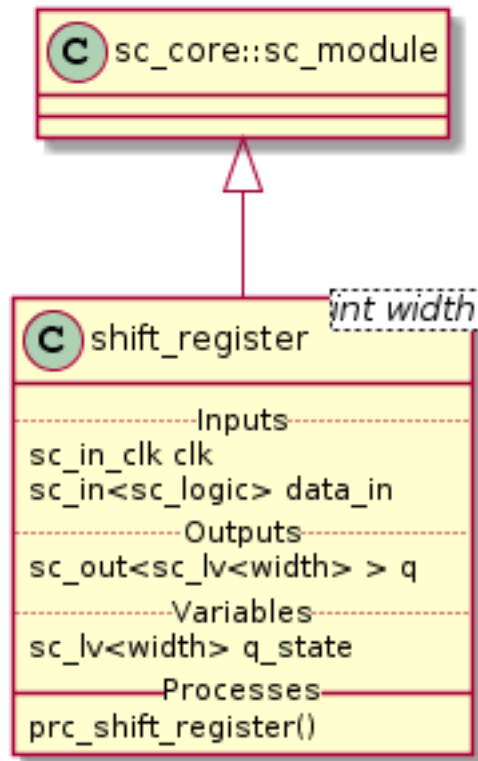 C sc_core::sc_module
int width
C shift_register
Inputs
sc_in_clk clk
sc_in<sc_logic> data_in
Outputs
sc_out<sc_lv<width> > q
Variables
sc_lv<width> q_state
Processes
prc_shift_register()